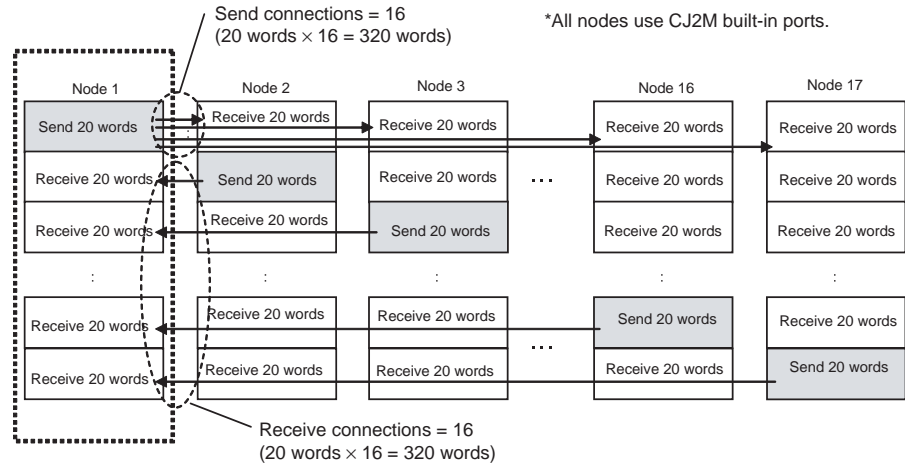 Send connections = 16
(20 words × 16 = 320 words)
*All nodes use CJ2M built-in ports.
Node 1 Node 2 Node 3 Node 16 Node 17
Send 20 words Receive 20 words Receive 20 words Receive 20 words Receive 20 words
Receive 20 words Send 20 words Receive 20 words ... Receive 20 words Receive 20 words
Receive 20 words Receive 20 words Send 20 words Receive 20 words Receive 20 words
: : : : :
Receive 20 words Receive 20 words Receive 20 words ... Send 20 words Receive 20 words
Receive 20 words Receive 20 words Receive 20 words Receive 20 words Send 20 words
Receive connections = 16
(20 words × 16 = 320 words)